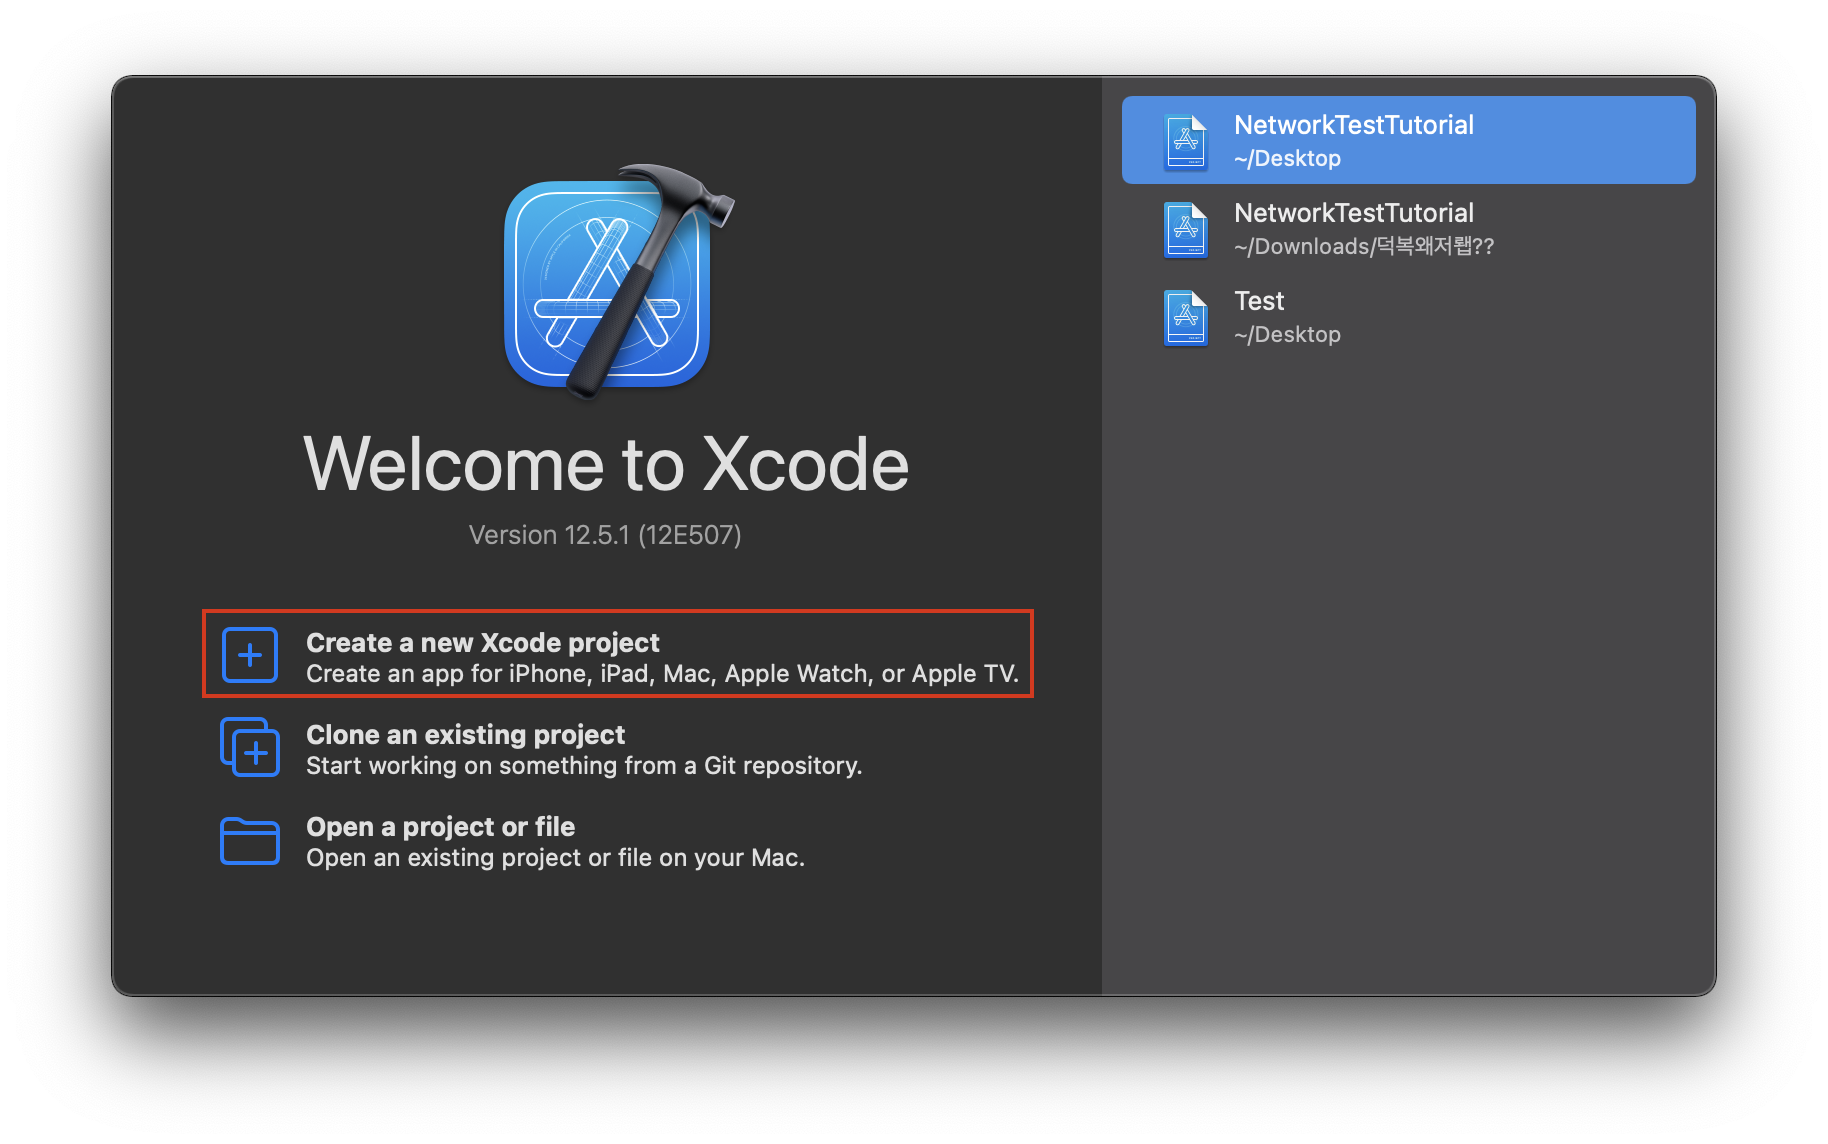 Welcome to Xcode
Version 12.5.1 (12E507)
Create a new Xcode project
Create an app for iPhone, iPad, Mac, Apple Watch, or Apple TV.
Clone an existing project
Start working on something from a Git repository.
Open a project or file
Open an existing project or file on your Mac.
NetworkTestTutorial
~/Desktop
NetworkTestTutorial
~/Downloads/덕복왜저뢥??
Test
~/Desktop